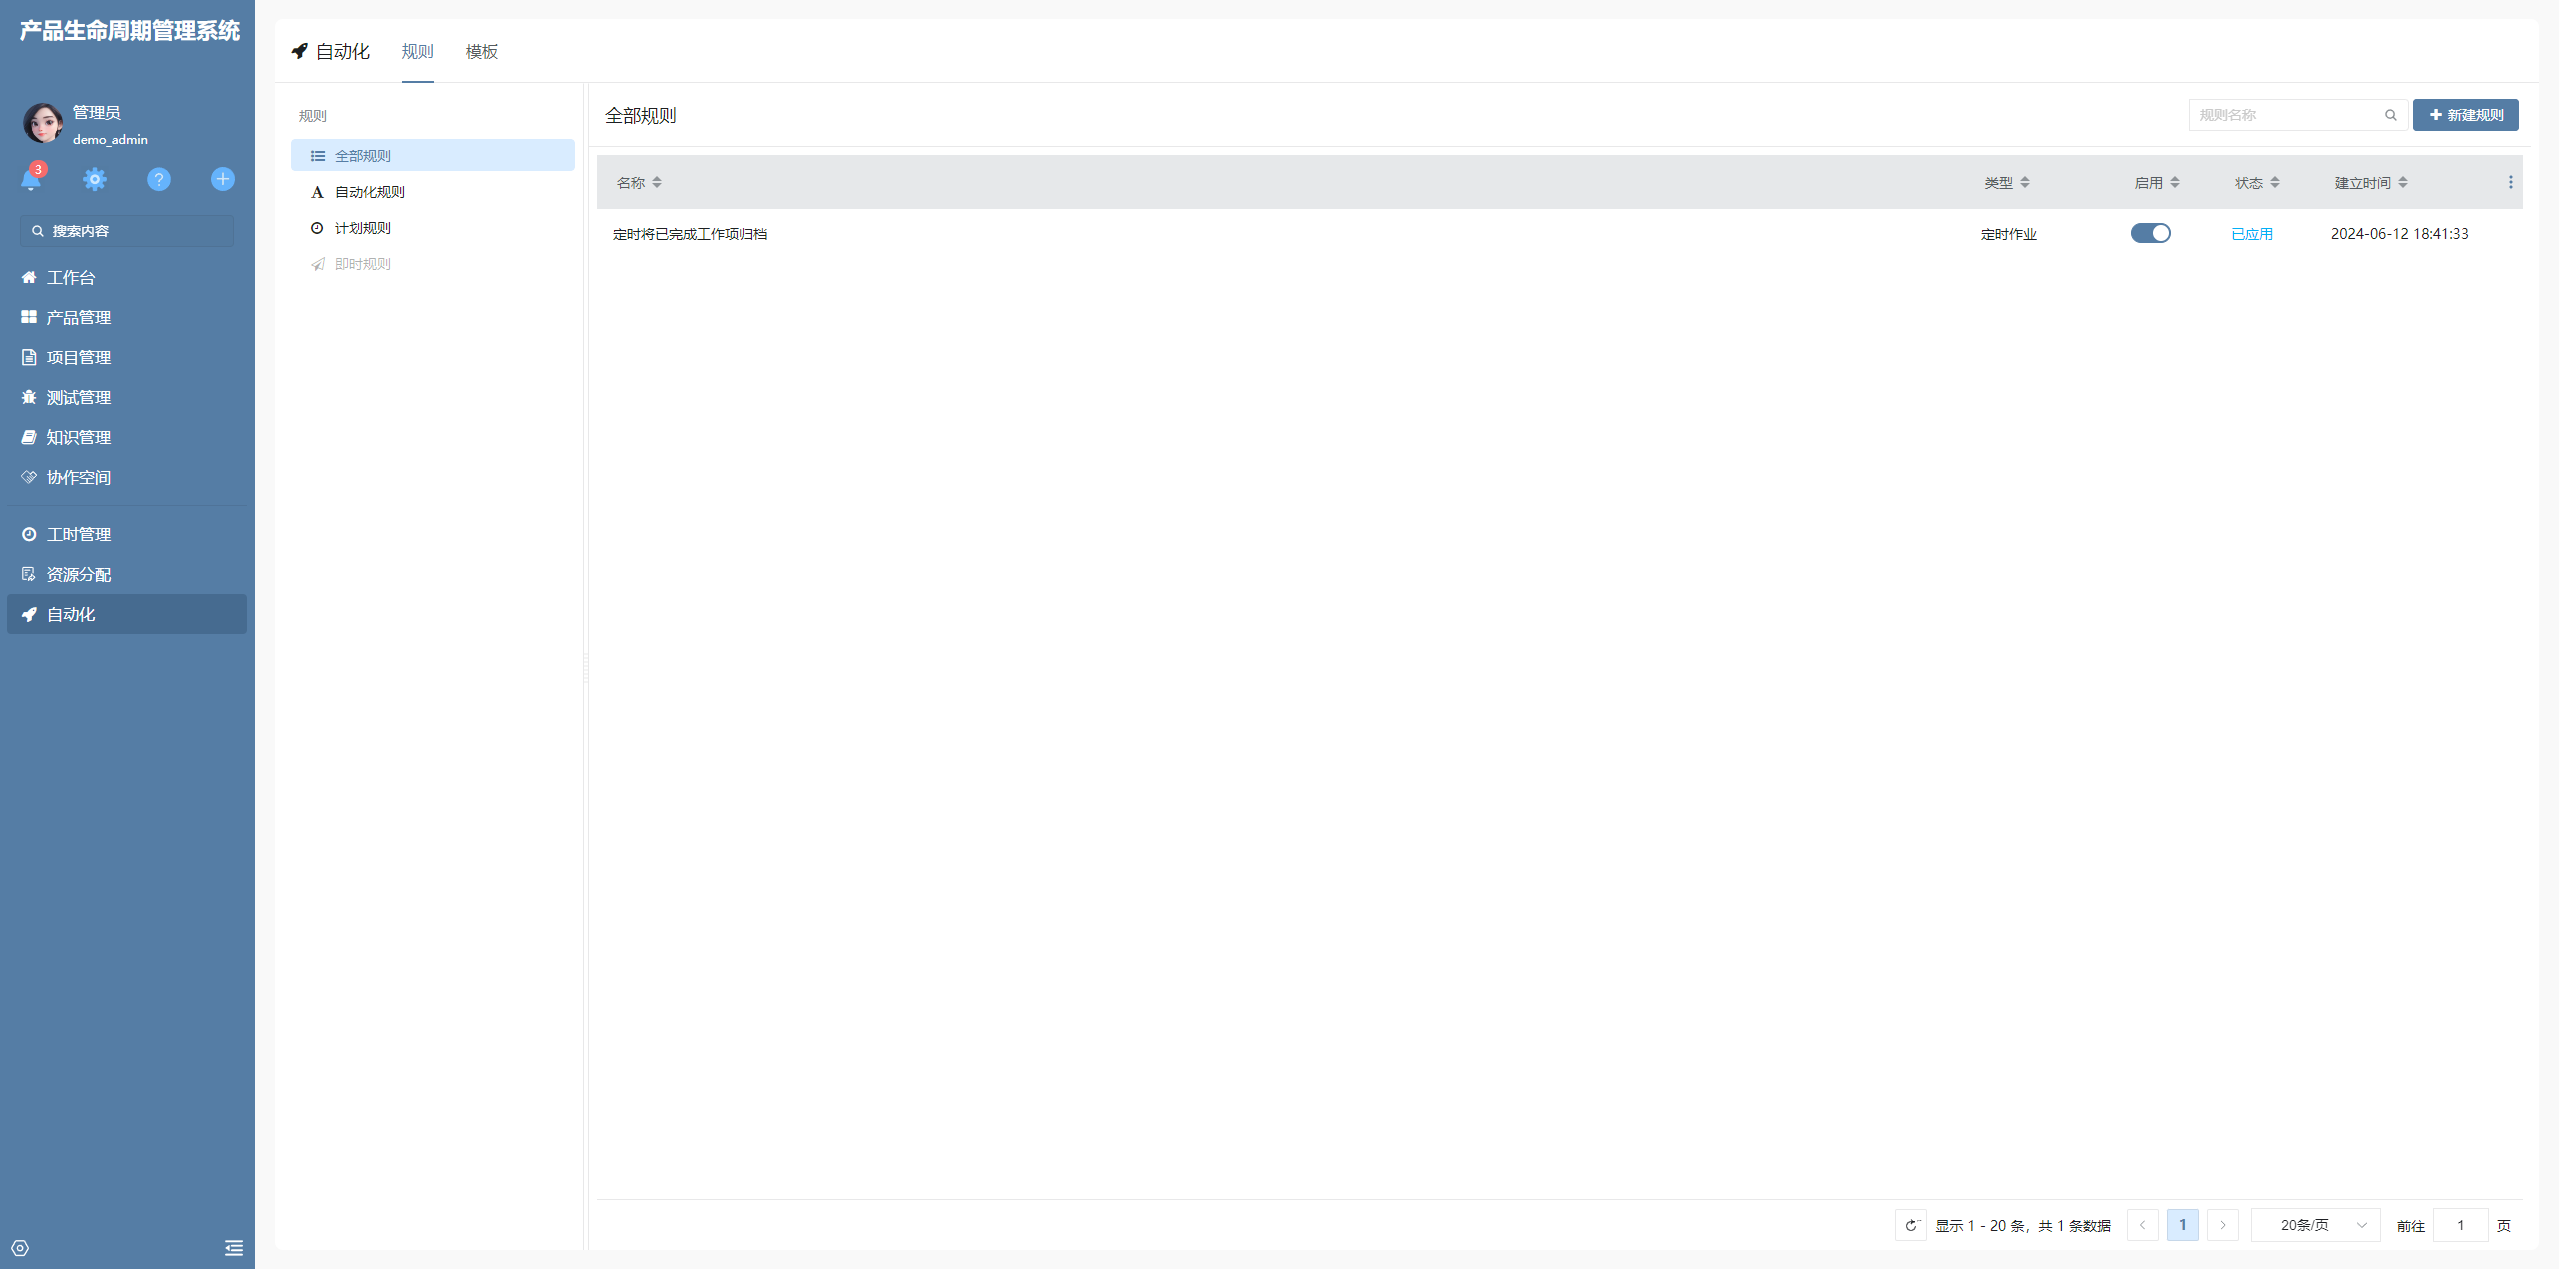 产品生命周期管理系统
管理员
demo_admin
3
搜索内容
工作台
产品管理
项目管理
测试管理
知识管理
协作空间
工时管理
资源分配
自动化
自动化 规则 模板
规则
全部规则
自动化规则
计划规则
即时规则
全部规则
规则名称
新建规则
名称 类型 启用 状态 建立时间
定时将已完成工作项归档 定时作业 已应用 2024-06-12 18:41:33
显示 1 - 20 条，共 1 条数据 1 20条/页 前往 1 页